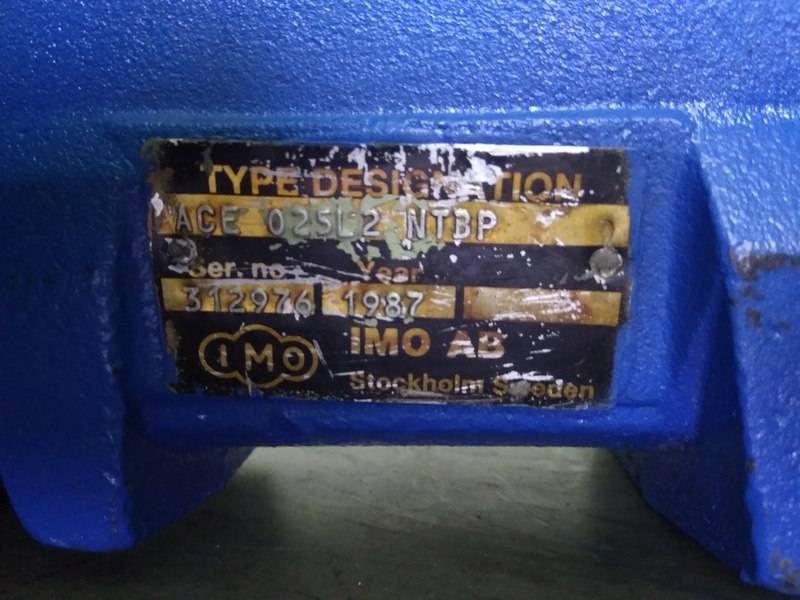 TYPE DESIGNATION
ACE 025L2 NTBP
Ser. no Year
312976 1987
IMO IMO AB
Stockholm Sweden